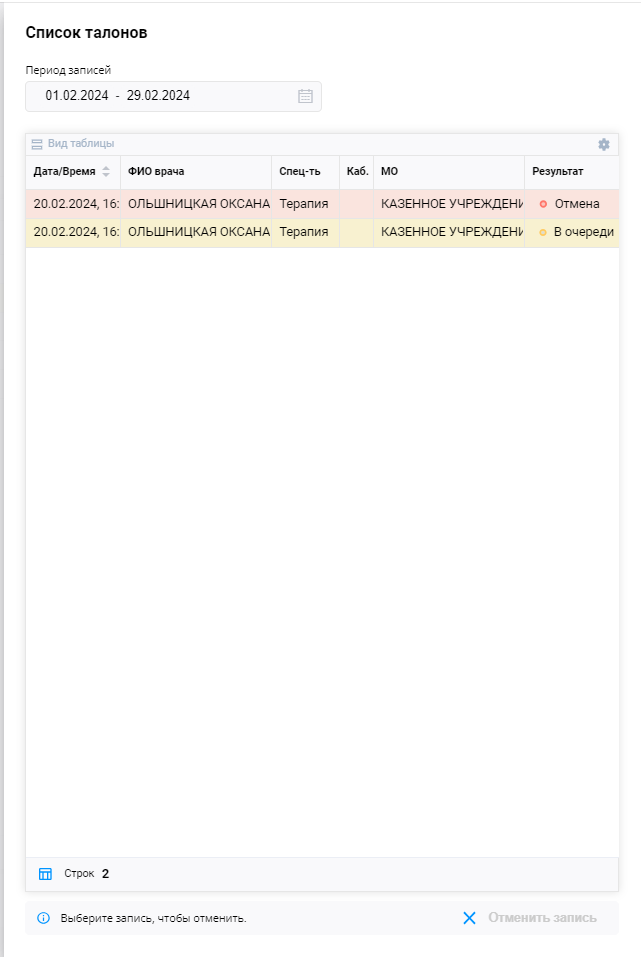 Список талонов
Период записей
01.02.2024 - 29.02.2024
Вид таблицы
Дата/Время ФИО врача Спец-ть Каб. МО Результат
20.02.2024, 16: ОЛЬШНИЦКАЯ ОКСАНА Терапия КАЗЕННОЕ УЧРЕЖДЕНИ Отмена
20.02.2024, 16: ОЛЬШНИЦКАЯ ОКСАНА Терапия КАЗЕННОЕ УЧРЕЖДЕНИ В очереди
Строк 2
Выберите запись, чтобы отменить. Отменить запись